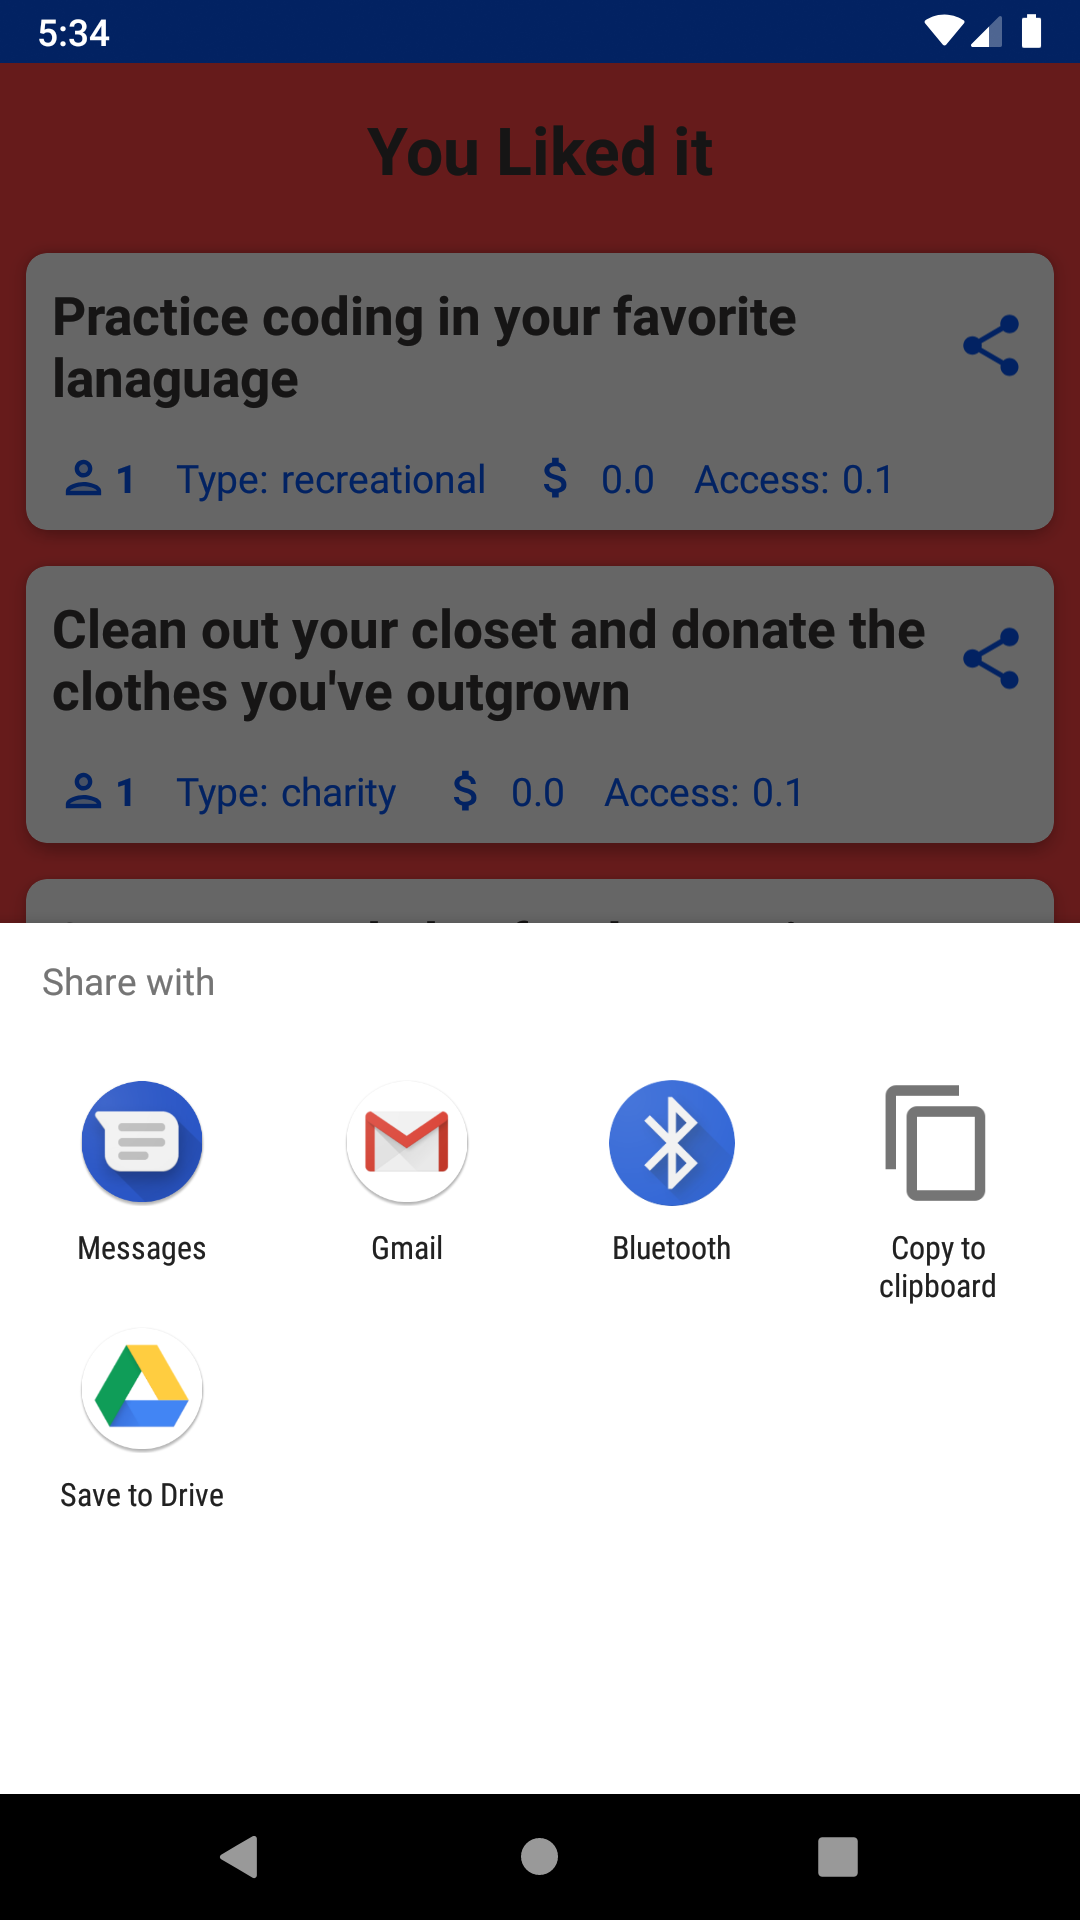 5:34
You Liked it
Practice coding in your favorite
lanaguage
1 Type: recreational $ 0.0 Access: 0.1
Clean out your closet and donate the
clothes you've outgrown
1 Type: charity $ 0.0 Access: 0.1
Share with
Messages
Gmail
Bluetooth
Copy to
clipboard
Save to Drive